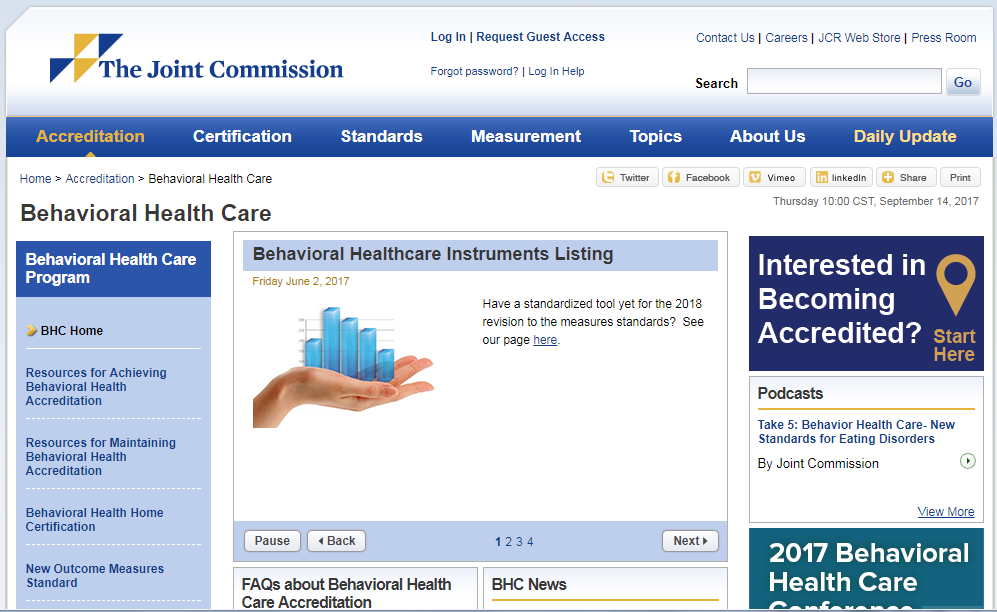 The Joint Commission
Log In | Request Guest Access
Forgot password? | Log In Help
Contact Us | Careers | JCR Web Store | Press Room
Search
Go
Accreditation Certification Standards Measurement Topics About Us Daily Update
Home > Accreditation > Behavioral Health Care
Twitter Facebook Vimeo linkedIn Share Print
Thursday 10:00 CST, September 14, 2017
Behavioral Health Care
Behavioral Health Care
Program
BHC Home
Resources for Achieving
Behavioral Health
Accreditation
Resources for Maintaining
Behavioral Health
Accreditation
Behavioral Health Home
Certification
New Outcome Measures
Standard
Behavioral Healthcare Instruments Listing
Friday June 2, 2017
Have a standardized tool yet for the 2018
revision to the measures standards?  See
our page here.
Pause Back 1 2 3 4 Next
FAQs about Behavioral Health
Care Accreditation
BHC News
Interested in
Becoming
Accredited?
Start
Here
Podcasts
Take 5: Behavior Health Care- New
Standards for Eating Disorders
By Joint Commission
View More
2017 Behavioral
Health Care
Conference